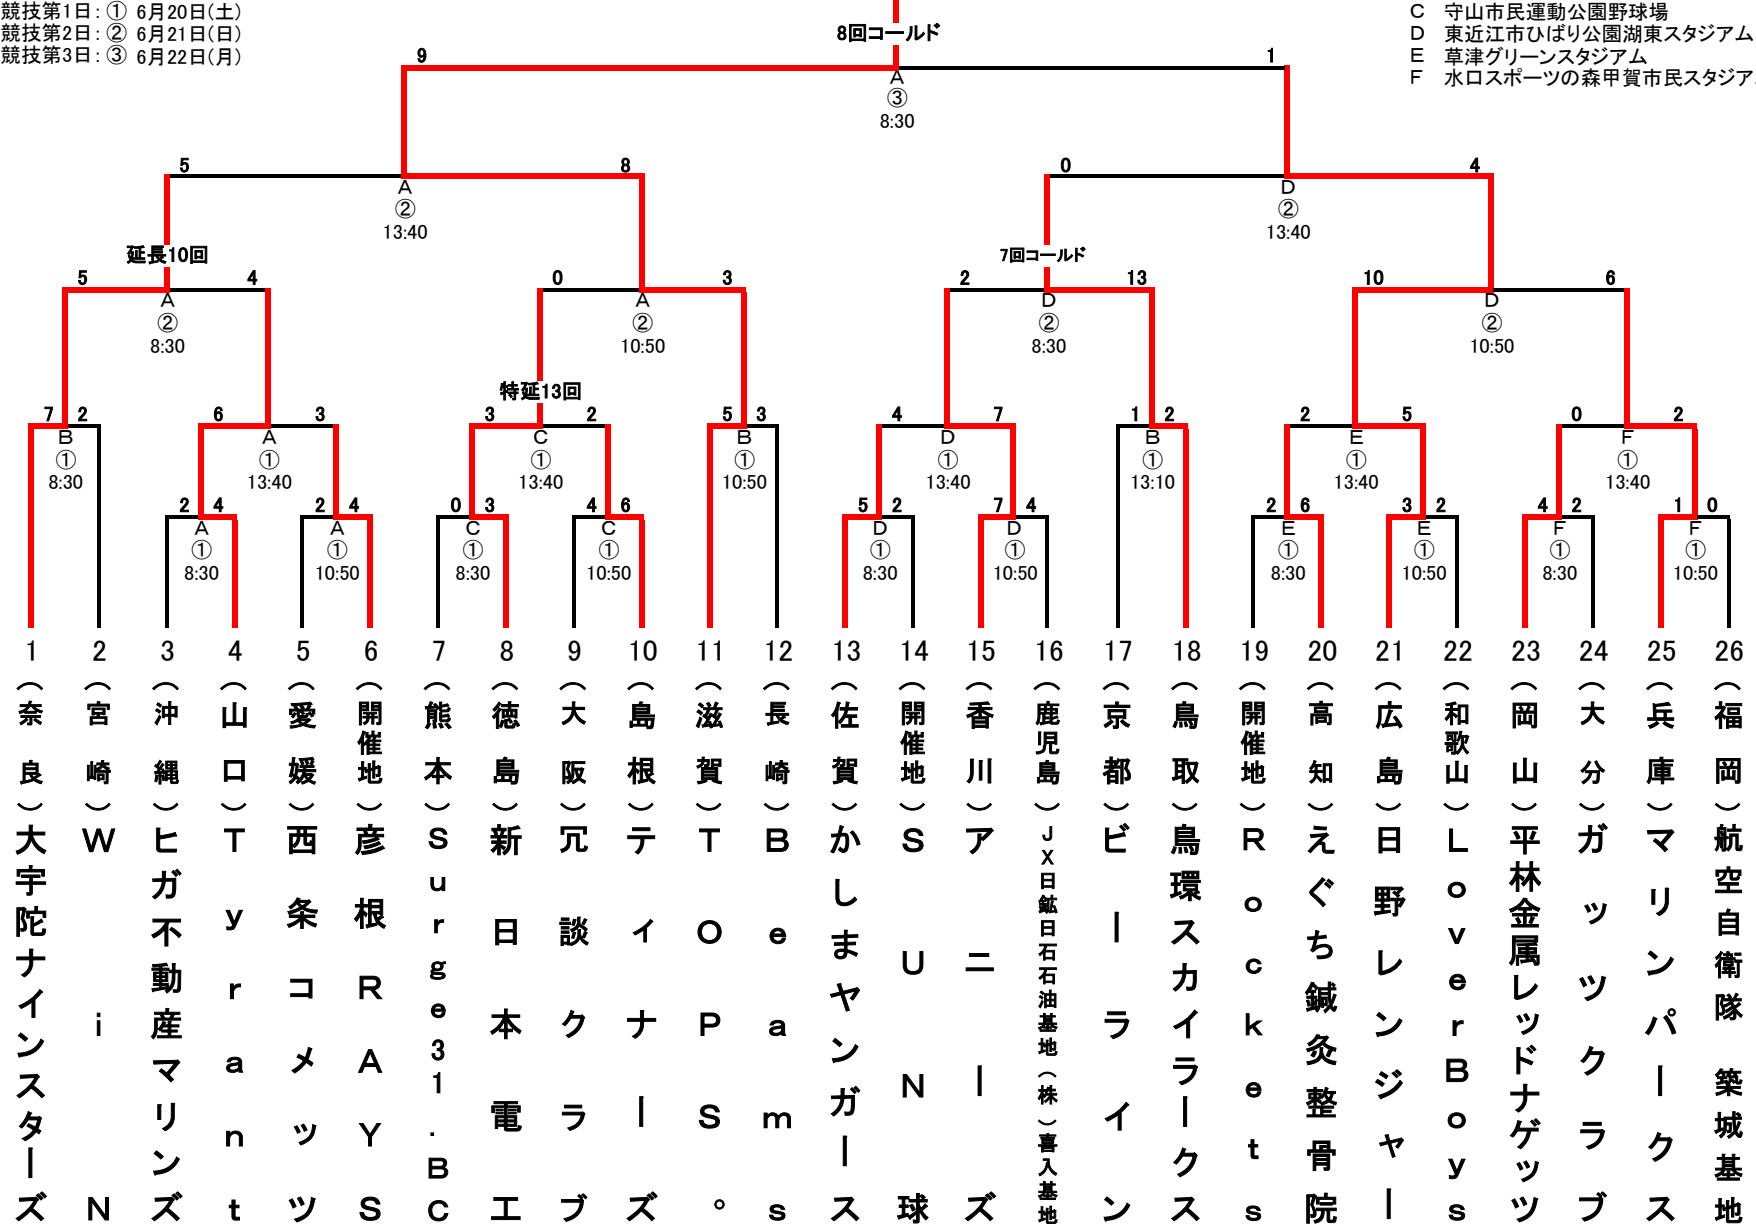 競技第1日：① 6月20日(土)
競技第2日：② 6月21日(日)
競技第3日：③ 6月22日(月)
C 守山市民運動公園野球場
D 東近江市ひばり公園湖東スタジアム
E 草津グリーンスタジアム
F 水口スポーツの森甲賀市民スタジア
8回コールド
9 1
A
③
8:30
5 8 0 4
A D
② ②
13:40 13:40
延長10回 7回コールド
5 4 0 3 2 13 10 6
A A D D
② ② ② ②
8:30 10:50 8:30 10:50
特延13回
7 2 6 3 3 2 5 3 4 7 1 2 2 5 0 2
B A C B D B E F
① ① ① ① ① ① ① ①
8:30 13:40 13:40 10:50 13:40 13:10 13:40 13:40
2 4 2 4 0 3 4 6 5 2 7 4 2 6 3 2 4 2 1 0
A A C C D D E E F F
① ① ① ① ① ① ① ① ① ①
8:30 10:50 8:30 10:50 8:30 10:50 8:30 10:50 8:30 10:50
1 （奈良）大宇陀ナインスターズ
2 （宮崎）WiN
3 （沖縄）ヒガ不動産マリンズ
4 （山口）Tyrant
5 （愛媛）西条コメッツ
6 （開催地）彦根RAYS
7 （熊本）Surge31.BC
8 （徳島）新日本電工
9 （大阪）冗談クラブ
10 （島根）ティナーズ
11 （滋賀）TOPS。
12 （長崎）Beams
13 （佐賀）かしまヤンガース
14 （開催地）SUN球
15 （香川）アニーズ
16 （鹿児島）JX日鉱日石石油基地（株）喜入基地
17 （京都）ビーライン
18 （鳥取）鳥環スカイラークス
19 （開催地）Rockets
20 （高知）えぐち鍼灸整骨院
21 （広島）日野レンジャー
22 （和歌山）LoverBoys
23 （岡山）平林金属レッドナゲッツ
24 （大分）ガッツクラブ
25 （兵庫）マリンパークス
26 （福岡）航空自衛隊　築城基地